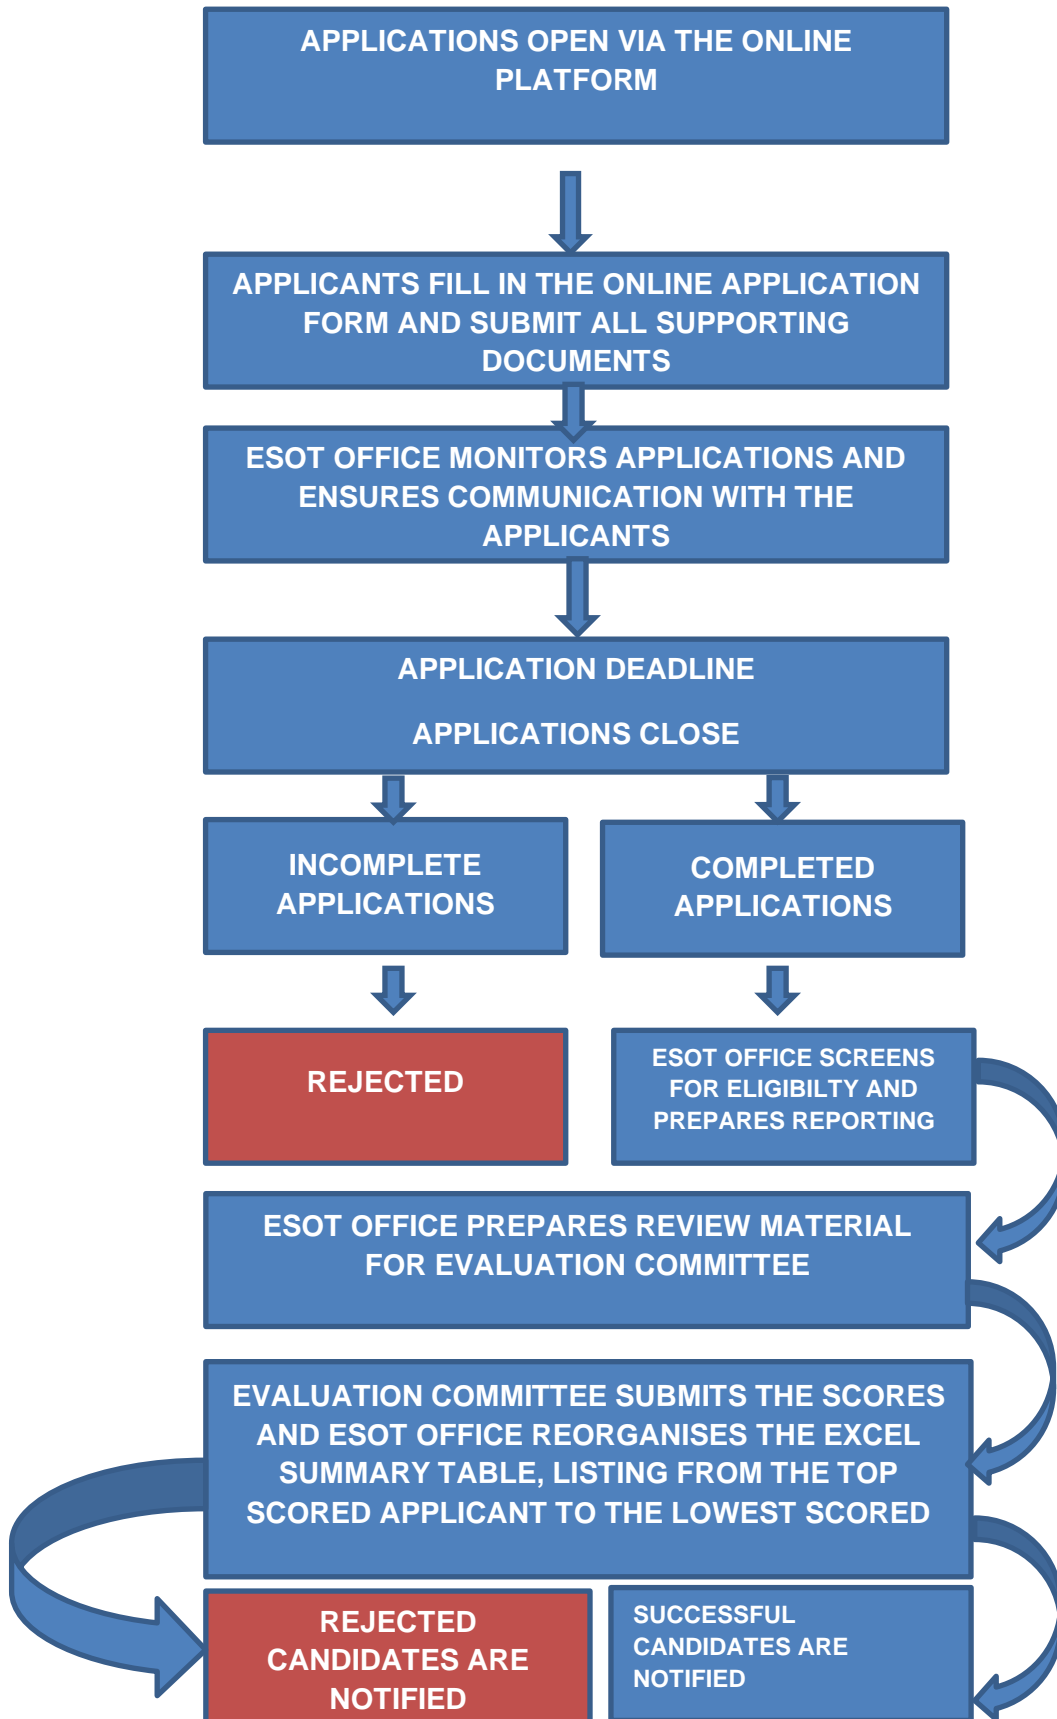 APPLICATIONS OPEN VIA THE ONLINE
PLATFORM
APPLICANTS FILL IN THE ONLINE APPLICATION
FORM AND SUBMIT ALL SUPPORTING
DOCUMENTS
ESOT OFFICE MONITORS APPLICATIONS AND
ENSURES COMMUNICATION WITH THE
APPLICANTS
APPLICATION DEADLINE
APPLICATIONS CLOSE
INCOMPLETE
APPLICATIONS
COMPLETED
APPLICATIONS
REJECTED
ESOT OFFICE SCREENS
FOR ELIGIBILTY AND
PREPARES REPORTING
ESOT OFFICE PREPARES REVIEW MATERIAL
FOR EVALUATION COMMITTEE
EVALUATION COMMITTEE SUBMITS THE SCORES
AND ESOT OFFICE REORGANISES THE EXCEL
SUMMARY TABLE, LISTING FROM THE TOP
SCORED APPLICANT TO THE LOWEST SCORED
REJECTED
CANDIDATES ARE
NOTIFIED
SUCCESSFUL
CANDIDATES ARE
NOTIFIED